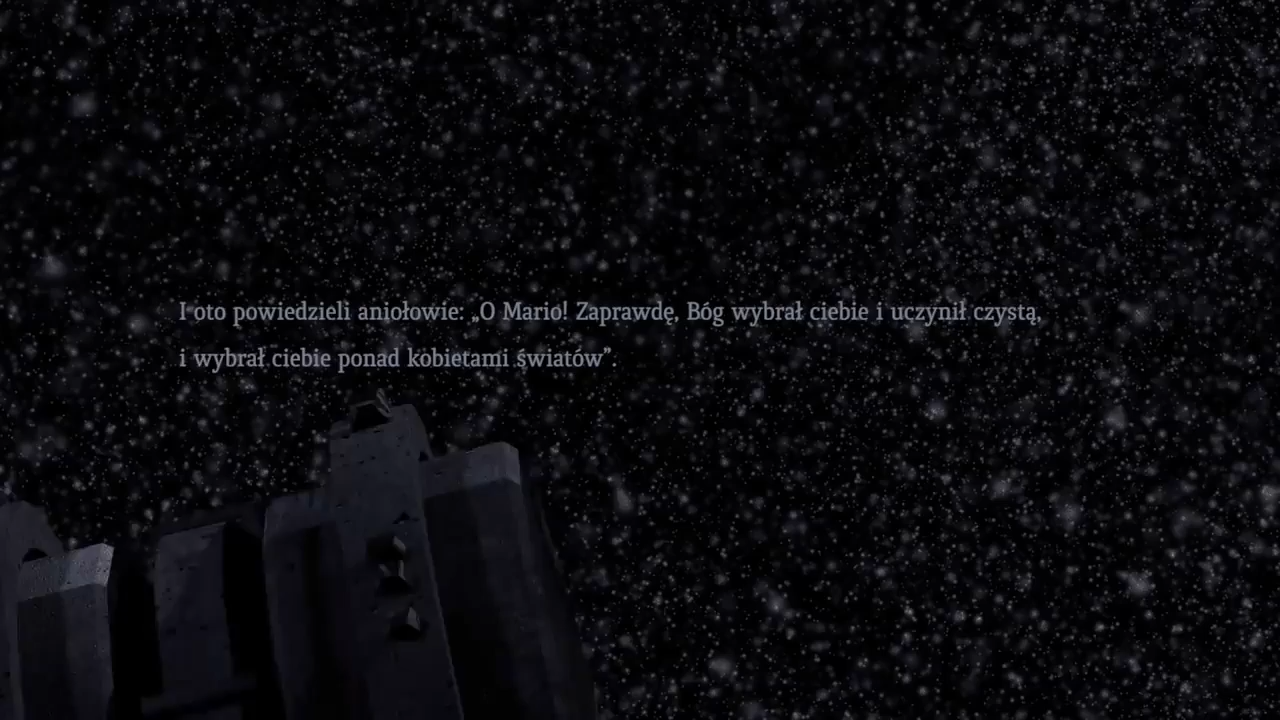 I oto powiedzieli aniołowie: „O Mario! Zaprawdę, Bóg wybrał ciebie i uczynił czystą,
i wybrał ciebie ponad kobietami światów”.